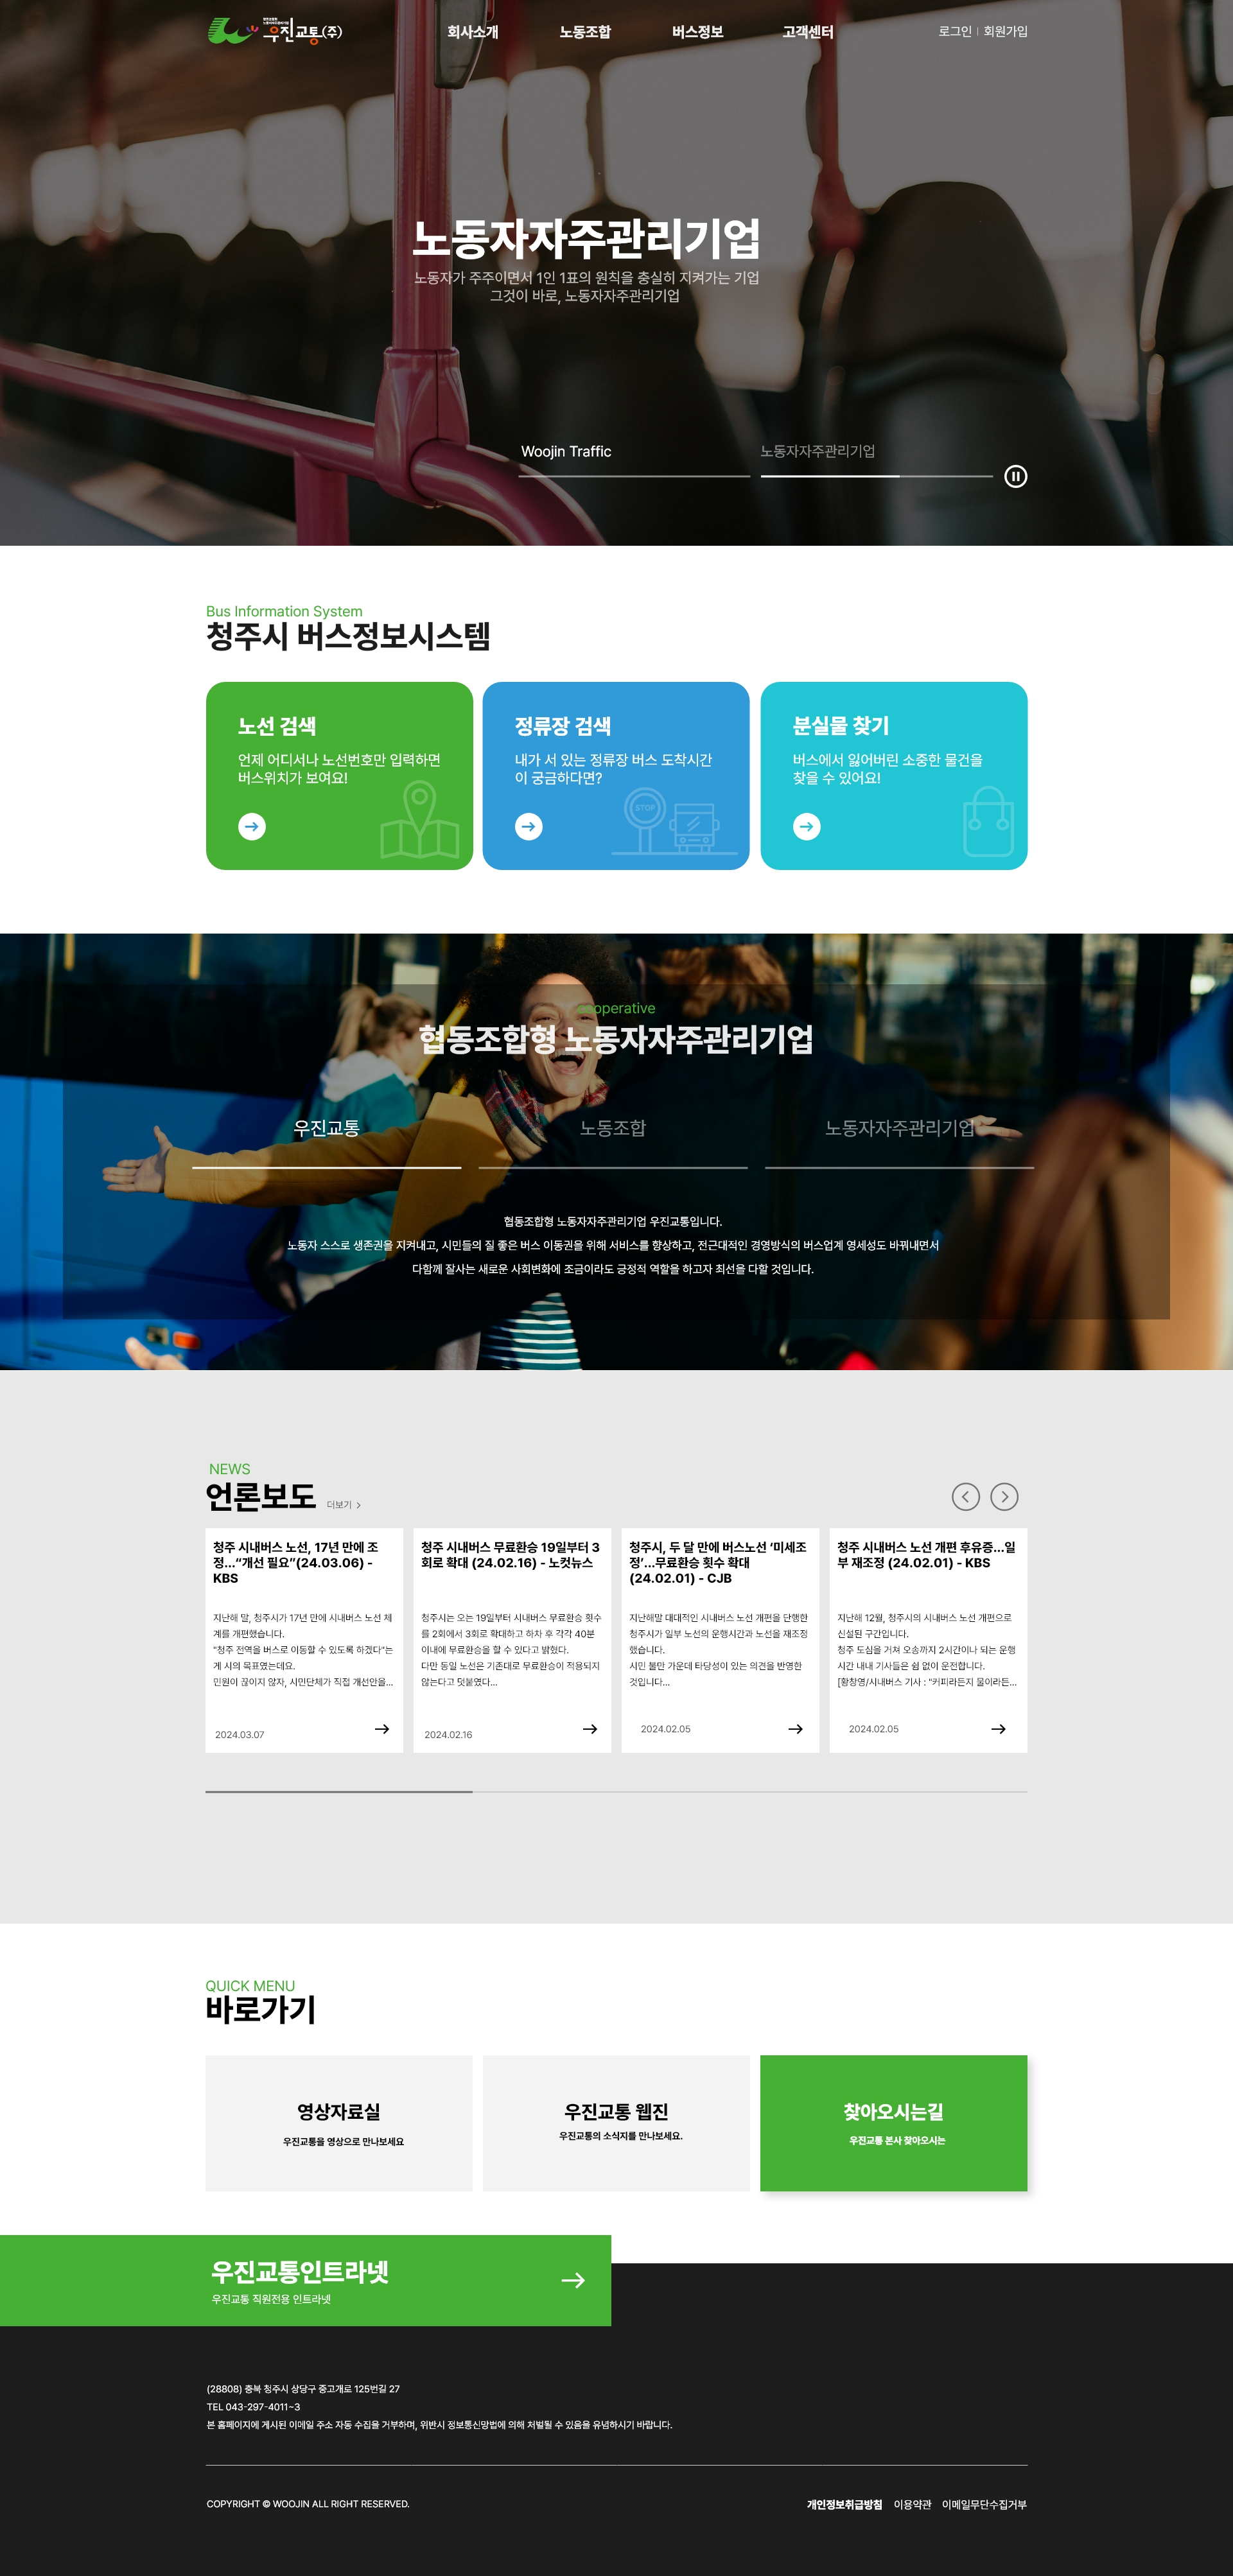 우진교통(주)
회사소개 노동조합 버스정보 고객센터
로그인 | 회원가입
노동자자주관리기업
노동자가 주주이면서 1인 1표의 원칙을 충실히 지켜가는 기업
그것이 바로, 노동자자주관리기업
Woojin Traffic
노동자자주관리기업
Bus Information System
청주시 버스정보시스템
노선 검색
언제 어디서나 노선번호만 입력하면
버스위치가 보여요!
정류장 검색
내가 서 있는 정류장 버스 도착시간
이 궁금하다면?
STOP
분실물 찾기
버스에서 잃어버린 소중한 물건을
찾을 수 있어요!
cooperative
협동조합형 노동자자주관리기업
우진교통
노동조합
노동자자주관리기업
협동조합형 노동자자주관리기업 우진교통입니다.
노동자 스스로 생존권을 지켜내고, 시민들의 질 좋은 버스 이동권을 위해 서비스를 향상하고, 전근대적인 경영방식의 버스업계 영세성도 바꿔내면서
다함께 잘사는 새로운 사회변화에 조금이라도 긍정적 역할을 하고자 최선을 다할 것입니다.
NEWS
언론보도
더보기 >
청주 시내버스 노선, 17년 만에 조
정...“개선 필요”(24.03.06) -
KBS
지난해 말, 청주시가 17년 만에 시내버스 노선 체
계를 개편했습니다.
"청주 전역을 버스로 이동할 수 있도록 하겠다"는
게 시의 목표였는데요.
민원이 끊이지 않자, 시민단체가 직접 개선안을...
2024.03.07
청주 시내버스 무료환승 19일부터 3
회로 확대 (24.02.16) - 노컷뉴스
청주시는 오는 19일부터 시내버스 무료환승 횟수
를 2회에서 3회로 확대하고 하차 후 각각 40분
이내에 무료환승을 할 수 있다고 밝혔다.
다만 동일 노선은 기존대로 무료환승이 적용되지
않는다고 덧붙였다...
2024.02.16
청주시, 두 달 만에 버스노선 ‘미세조
정’...무료환승 횟수 확대
(24.02.01) - CJB
지난해말 대대적인 시내버스 노선 개편을 단행한
청주시가 일부 노선의 운행시간과 노선을 재조정
했습니다.
시민 불만 가운데 타당성이 있는 의견을 반영한
것입니다...
2024.02.05
청주 시내버스 노선 개편 후유증...일
부 재조정 (24.02.01) - KBS
지난해 12월, 청주시의 시내버스 노선 개편으로
신설된 구간입니다.
청주 도심을 거쳐 오송까지 2시간이나 되는 운행
시간 내내 기사들은 쉼 없이 운전합니다.
[황창영/시내버스 기사 : "커피라든지 물이라든...
2024.02.05
QUICK MENU
바로가기
영상자료실
우진교통을 영상으로 만나보세요
우진교통 웹진
우진교통의 소식지를 만나보세요.
찾아오시는길
우진교통 본사 찾아오시는
우진교통인트라넷
우진교통 직원전용 인트라넷
(28808) 충북 청주시 상당구 중고개로 125번길 27
TEL 043-297-4011~3
본 홈페이지에 게시된 이메일 주소 자동 수집을 거부하며, 위반시 정보통신망법에 의해 처벌될 수 있음을 유념하시기 바랍니다.
COPYRIGHT © WOOJIN ALL RIGHT RESERVED.
개인정보취급방침 이용약관 이메일무단수집거부